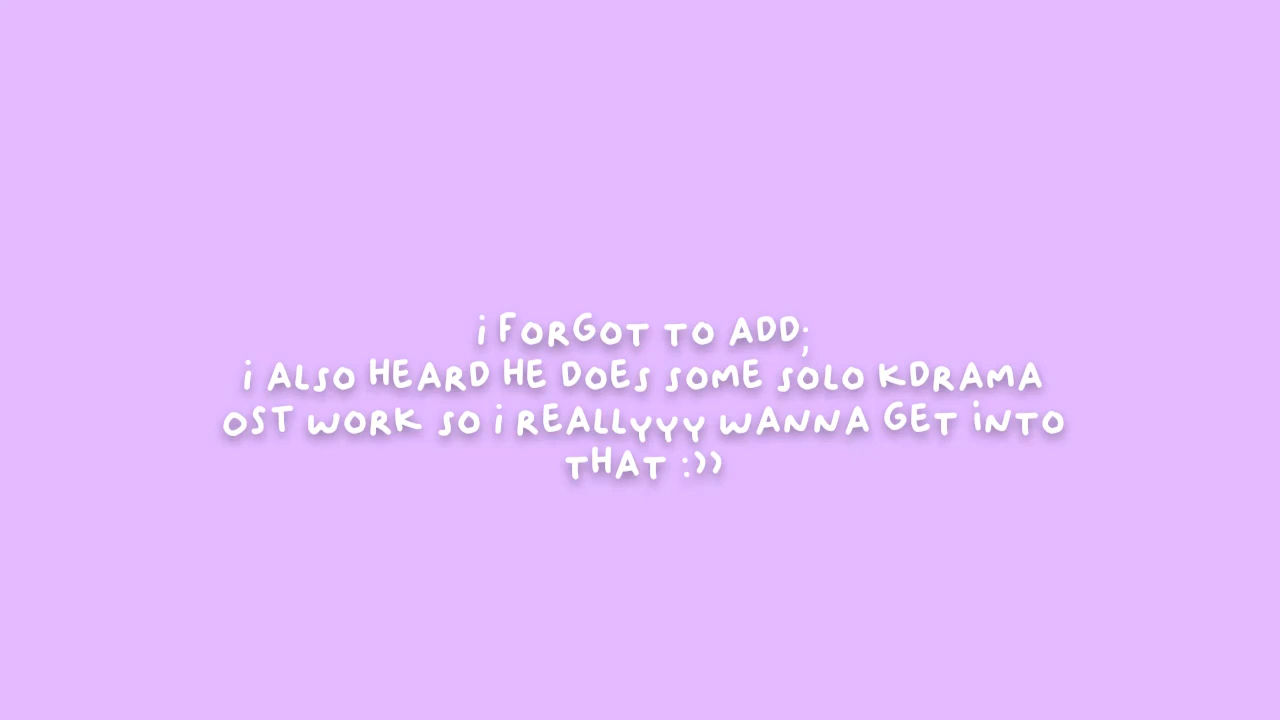 i FORGOT TO ADD;
i ALSO HEARD HE DOES SOME SOLO KDRAMA
OST WORK SO i REALLYYY WANNA GET iNTO
THAT :))